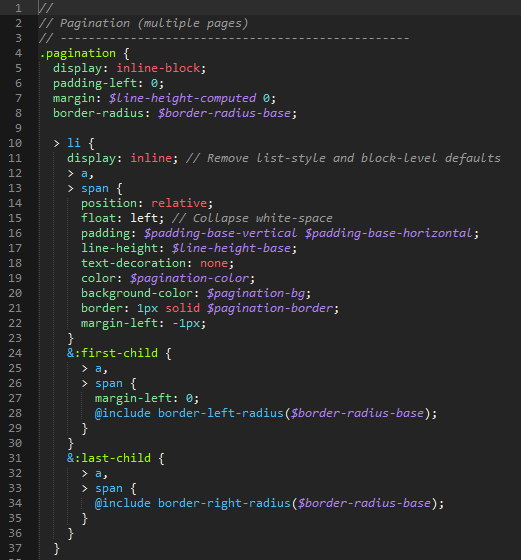 1 //
2 // Pagination (multiple pages)
3 // --------------------------------------------------
4 .pagination {
5   display: inline-block;
6   padding-left: 0;
7   margin: $line-height-computed 0;
8   border-radius: $border-radius-base;
9
10   > li {
11     display: inline; // Remove list-style and block-level defaults
12     > a,
13     > span {
14       position: relative;
15       float: left; // Collapse white-space
16       padding: $padding-base-vertical $padding-base-horizontal;
17       line-height: $line-height-base;
18       text-decoration: none;
19       color: $pagination-color;
20       background-color: $pagination-bg;
21       border: 1px solid $pagination-border;
22       margin-left: -1px;
23     }
24     &:first-child {
25       > a,
26       > span {
27         margin-left: 0;
28         @include border-left-radius($border-radius-base);
29       }
30     }
31     &:last-child {
32       > a,
33       > span {
34         @include border-right-radius($border-radius-base);
35       }
36     }
37   }